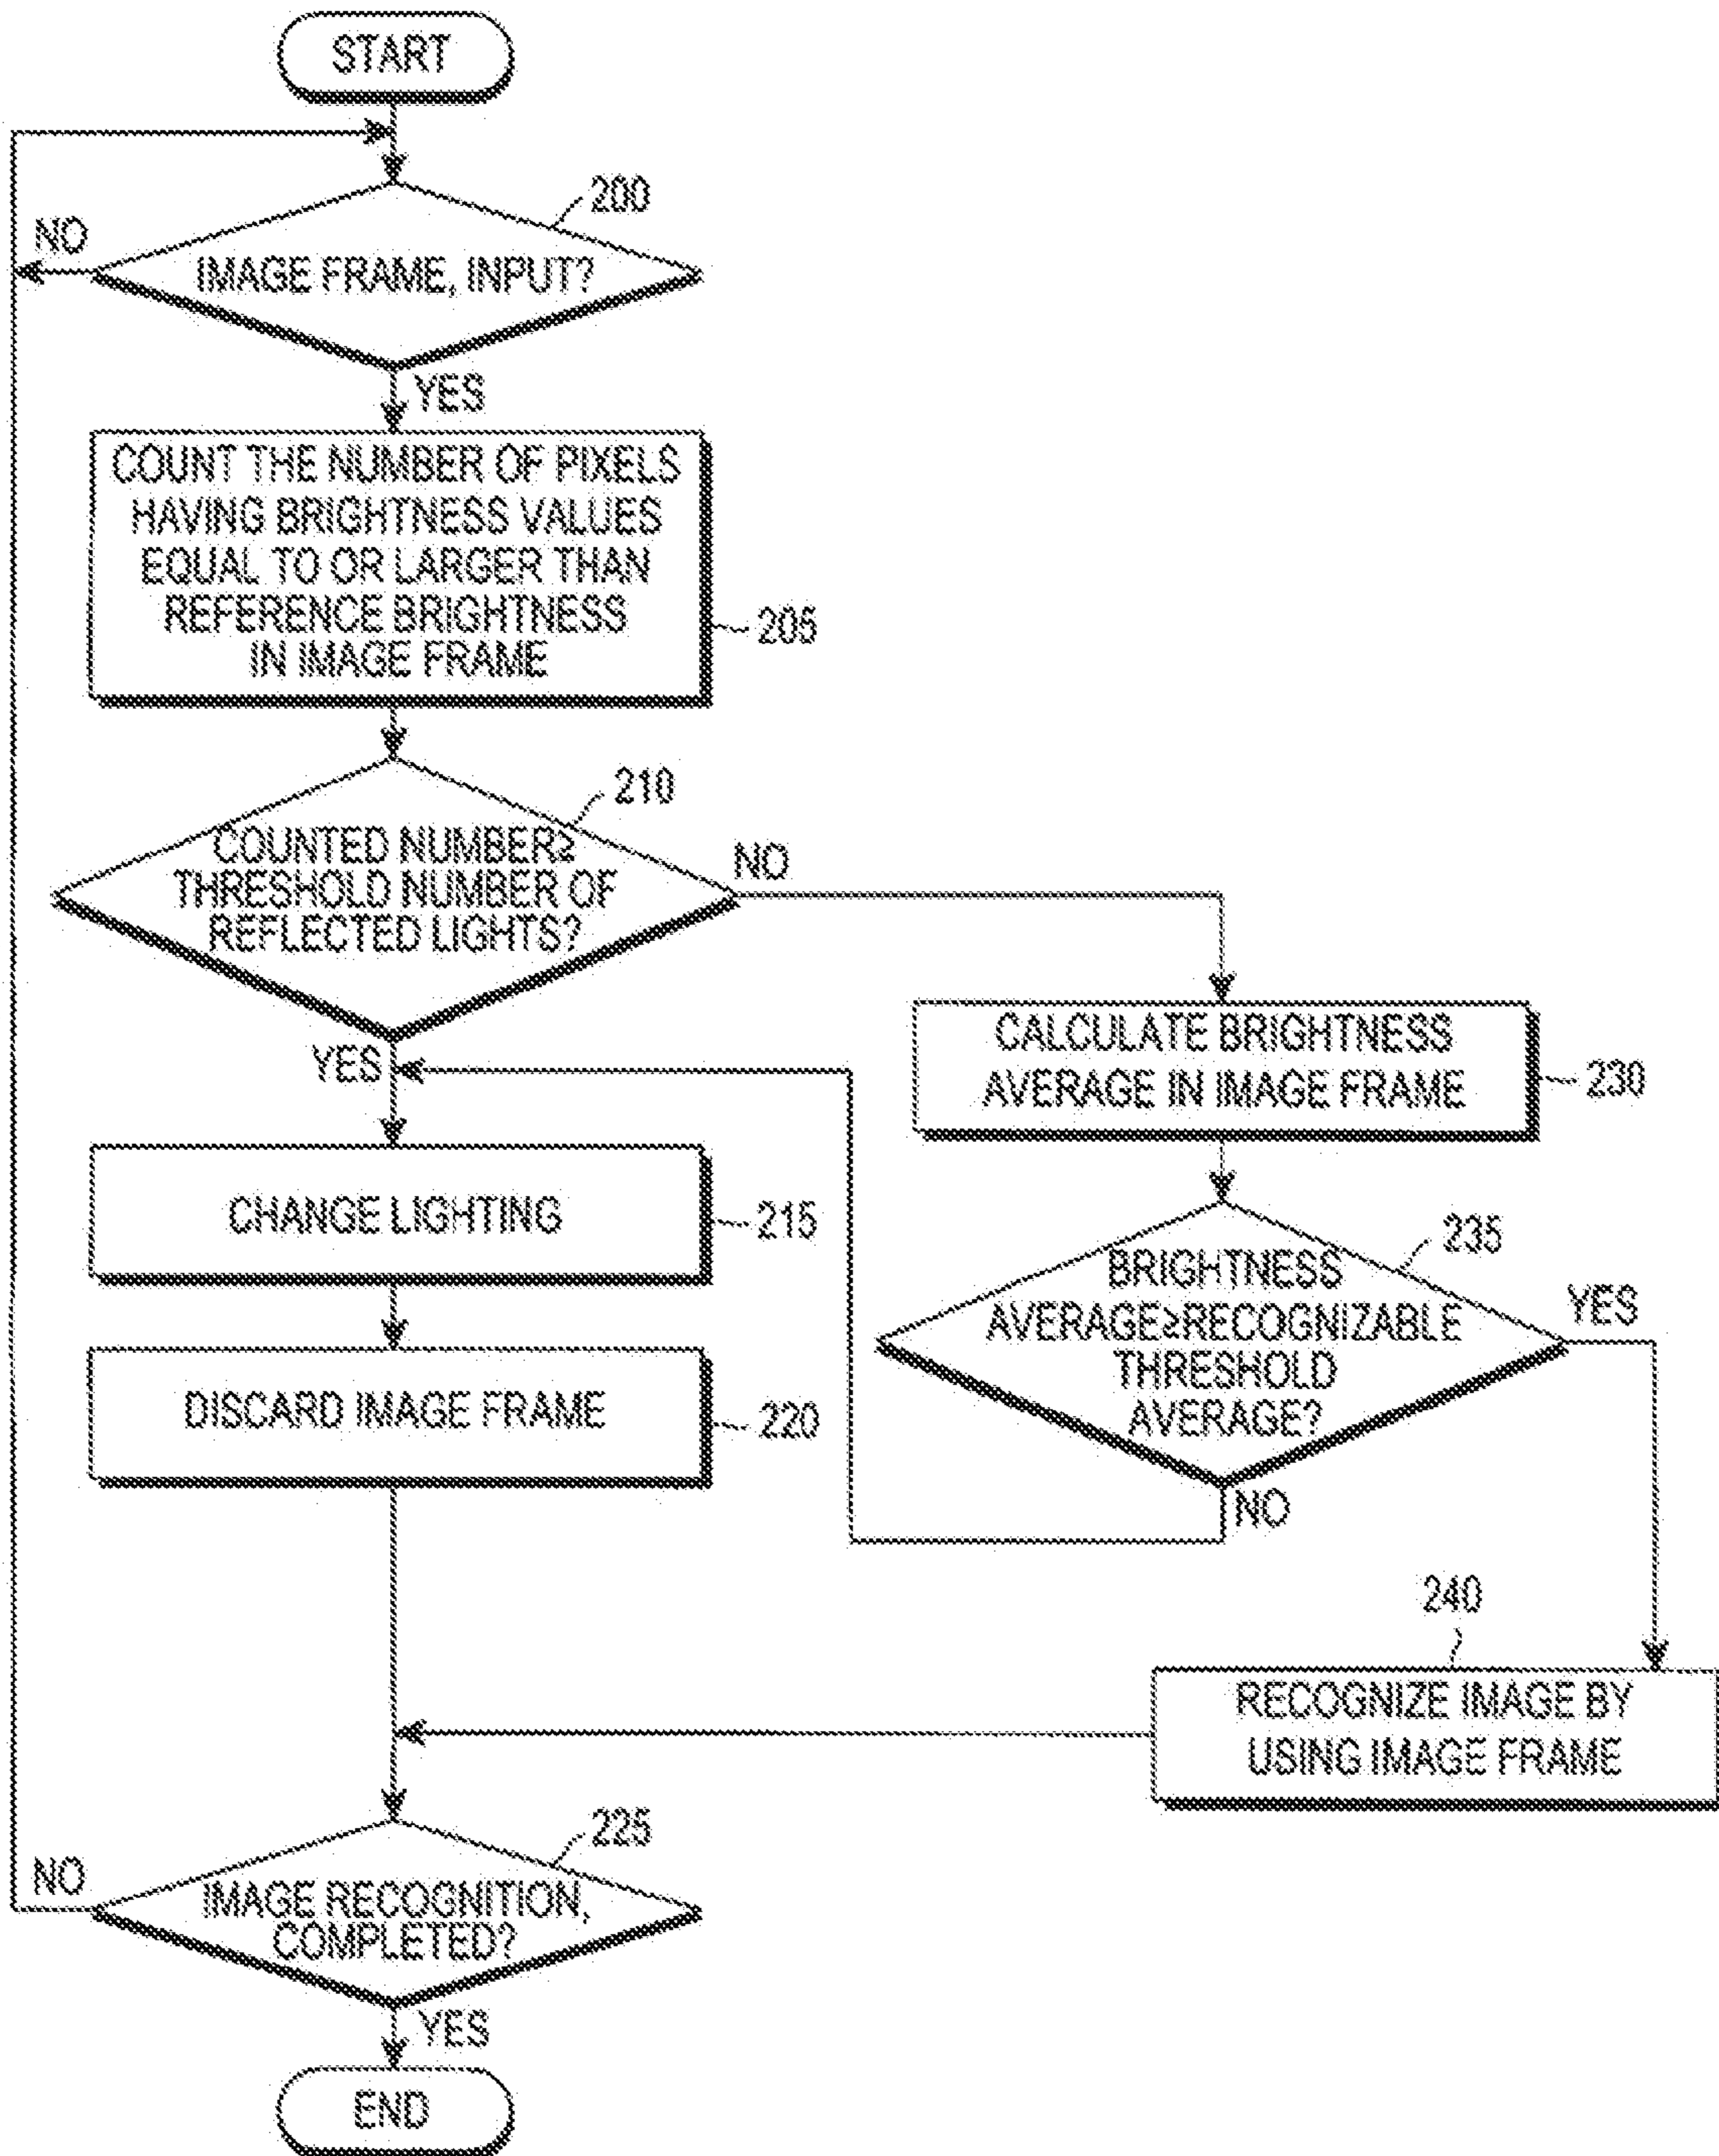 START
200
NO
IMAGE FRAME, INPUT?
YES
COUNT THE NUMBER OF PIXELS
HAVING BRIGHTNESS VALUES
EQUAL TO OR LARGER THAN
REFERENCE BRIGHTNESS
IN IMAGE FRAME
205
210
COUNTED NUMBER≥
THRESHOLD NUMBER OF
REFLECTED LIGHTS?
NO
YES
CALCULATE BRIGHTNESS
AVERAGE IN IMAGE FRAME
230
CHANGE LIGHTING
215
235
BRIGHTNESS
AVERAGE≥RECOGNIZABLE
THRESHOLD
AVERAGE?
YES
NO
DISCARD IMAGE FRAME
220
240
RECOGNIZE IMAGE BY
USING IMAGE FRAME
225
NO
IMAGE RECOGNITION,
COMPLETED?
YES
END